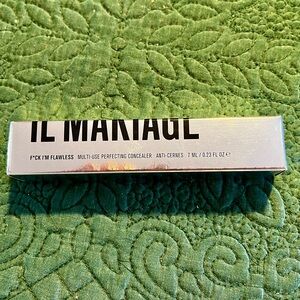 IL MAKIAGE
F*CK I'M FLAWLESS MULTI-USE PERFECTING CONCEALER · ANTI-CERNES · 7 ML / 0.23 FL OZ e